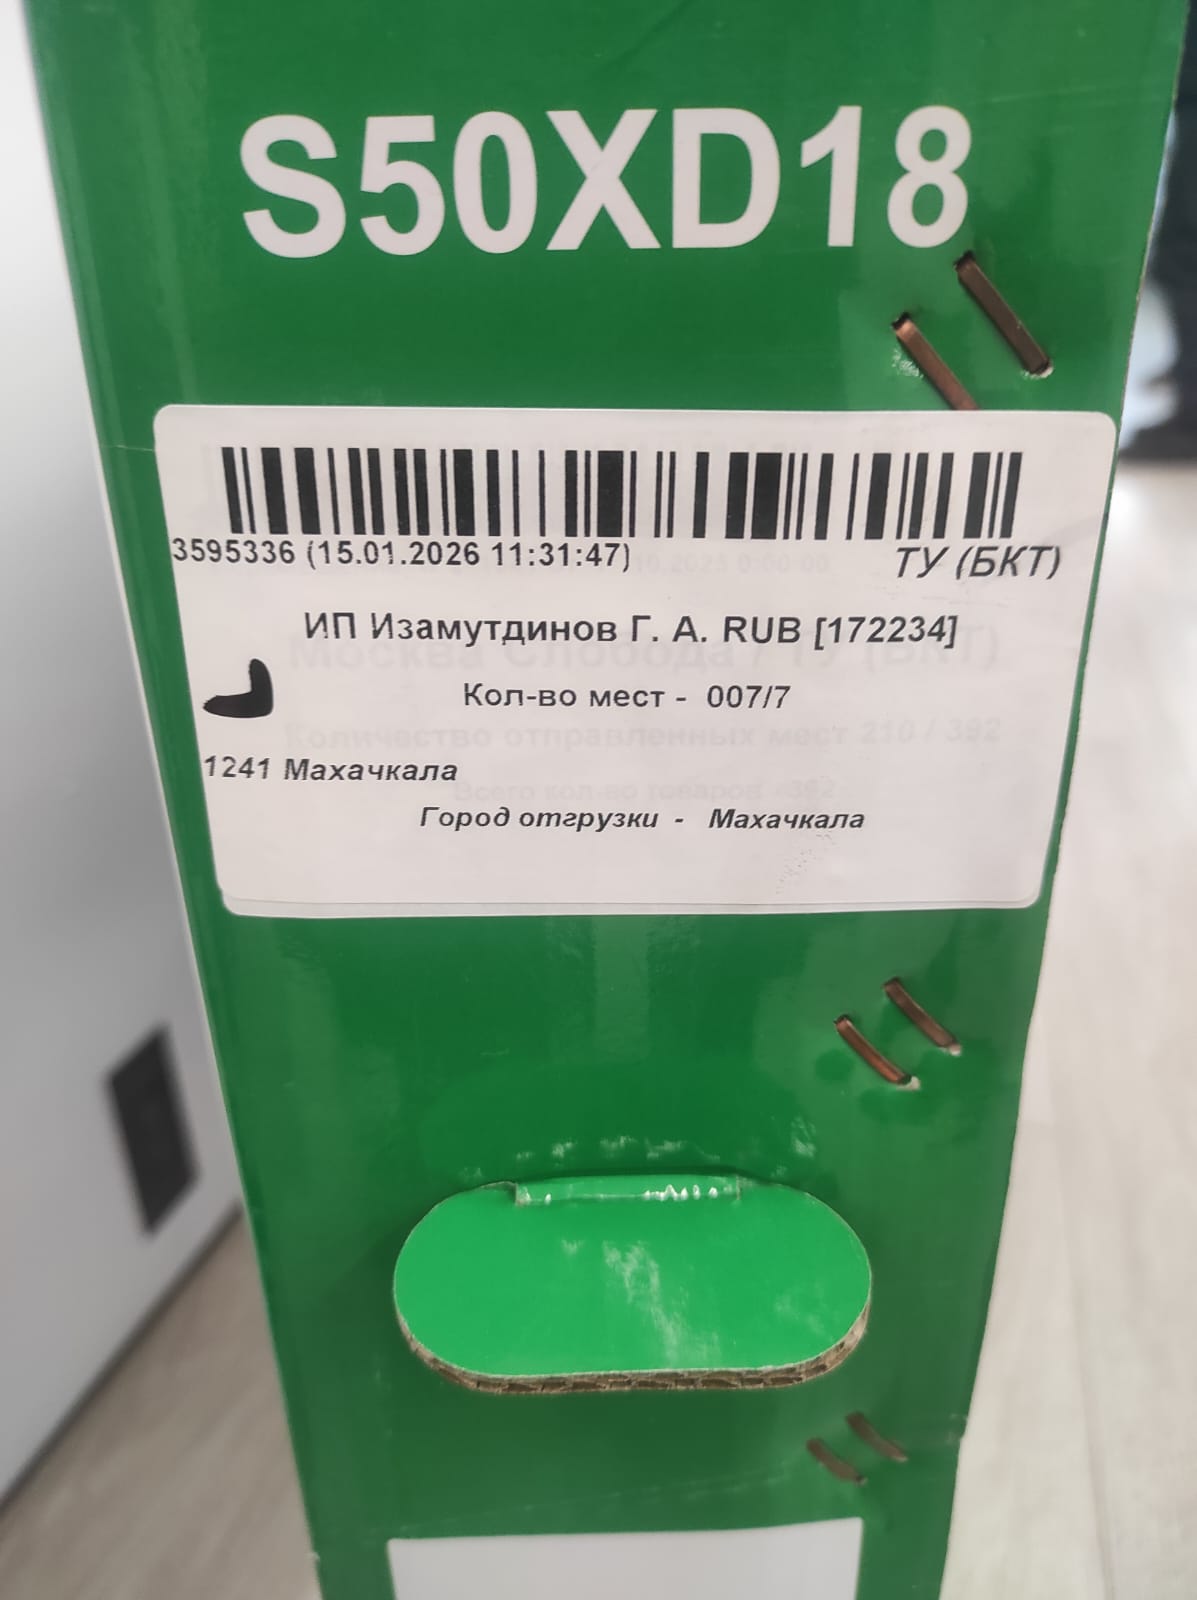 S50XD18
3595336 (15.01.2026 11:31:47)
ТУ (БКТ)
ИП Изамутдинов Г. А. RUB [172234]
Кол-во мест - 007/7
1241 Махачкала
Город отгрузки - Махачкала